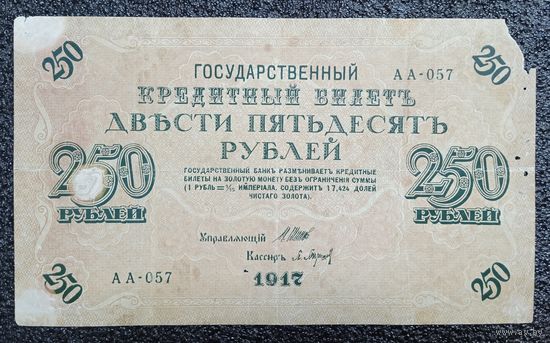 250 250
ГОСУДАРСТВЕННЫЙ АА-057
КРЕДИТНЫЙ БИЛЕТЪ
ДВѢСТИ ПЯТЬДЕСЯТЪ
РУБЛЕЙ
250 250
РУБЛЕЙ РУБЛЕЙ
ГОСУДАРСТВЕННЫЙ БАНКЪ РАЗМѢНИВАЕТЪ КРЕДИТНЫЕ
БИЛЕТЫ НА ЗОЛОТУЮ МОНЕТУ БЕЗЪ ОГРАНИЧЕНІЯ СУММЫ
(1 РУБЛЬ = 1/15 ИМПЕРІАЛА, СОДЕРЖИТЪ 17,424 ДОЛЕЙ
ЧИСТАГО ЗОЛОТА).
Управляющій
Кассиръ
АА-057 1917
250 250